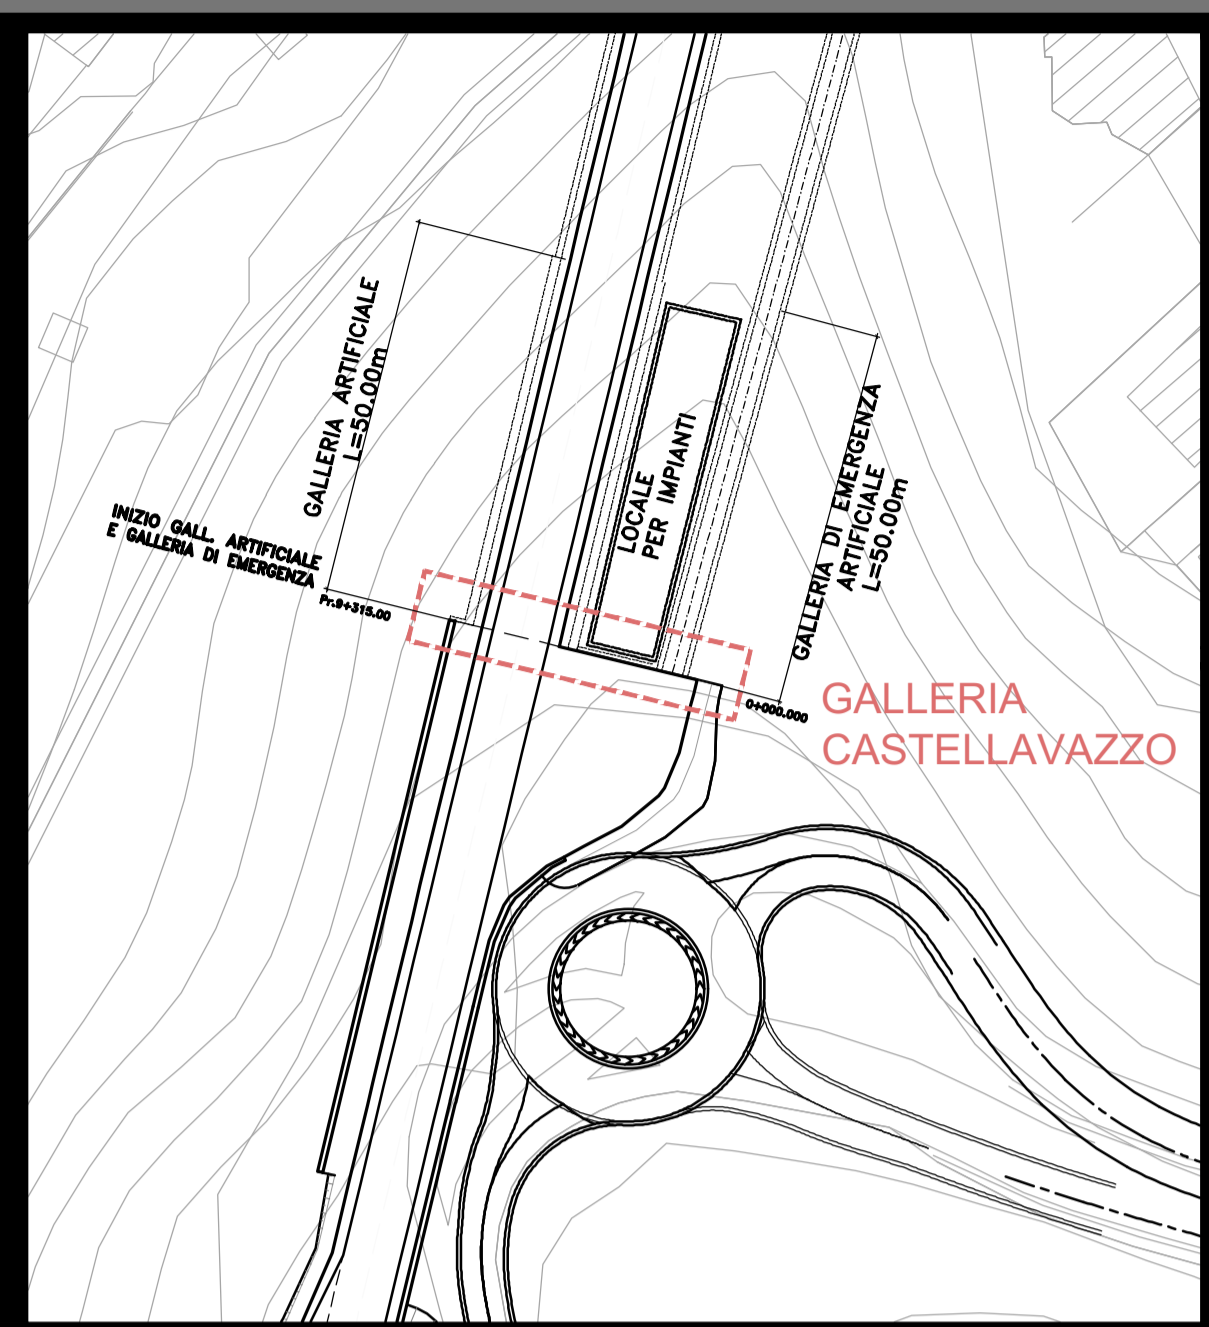 GALLERIA ARTIFICIALE
L=50.00m
INIZIO GALL. ARTIFICIALE
E GALLERIA DI EMERGENZA
Pr.9+315.00
LOCALE
PER IMPIANTI
GALLERIA DI EMERGENZA
ARTIFICIALE
L=50.00m
0+000.000
GALLERIA
CASTELLAVAZZO